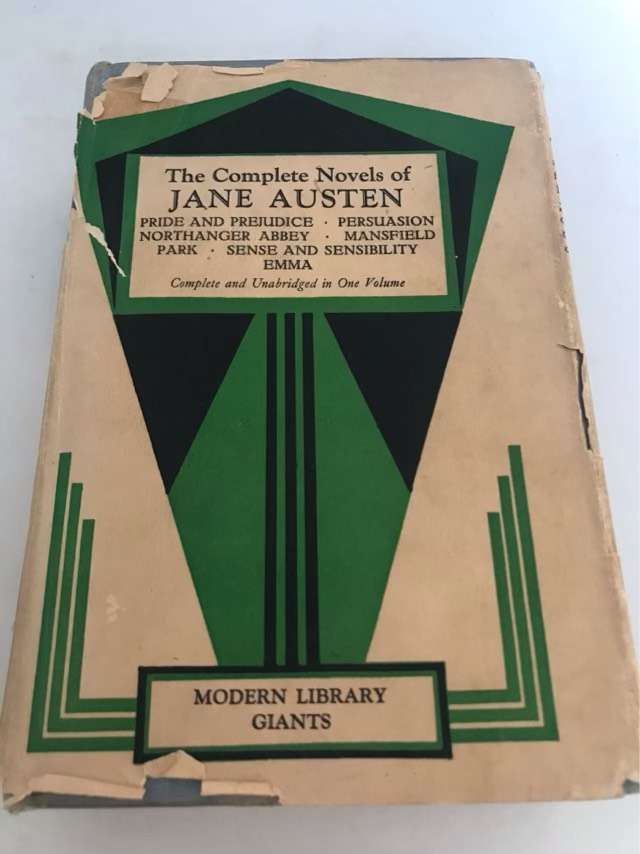 The Complete Novels of
JANE AUSTEN
PRIDE AND PREJUDICE · PERSUASION
NORTHANGER ABBEY · MANSFIELD
PARK · SENSE AND SENSIBILITY
EMMA
Complete and Unabridged in One Volume
MODERN LIBRARY
GIANTS